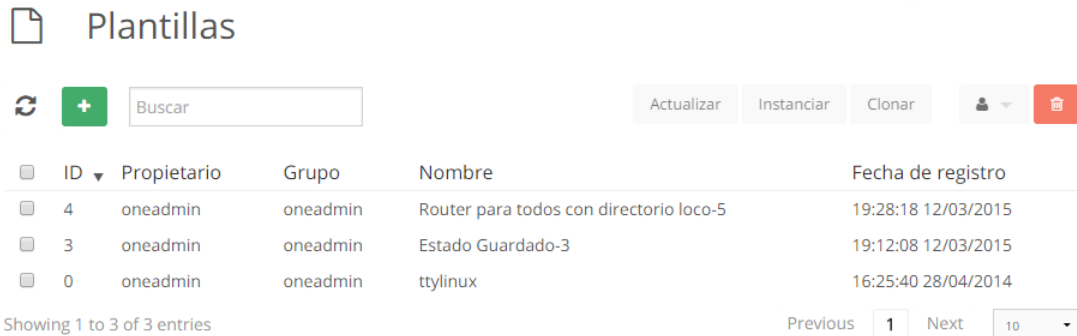 Plantillas
Buscar Actualizar Instanciar Clonar
ID Propietario Grupo Nombre Fecha de registro
4 oneadmin oneadmin Router para todos con directorio loco-5 19:28:18 12/03/2015
3 oneadmin oneadmin Estado Guardado-3 19:12:08 12/03/2015
0 oneadmin oneadmin ttylinux 16:25:40 28/04/2014
Showing 1 to 3 of 3 entries Previous 1 Next 10